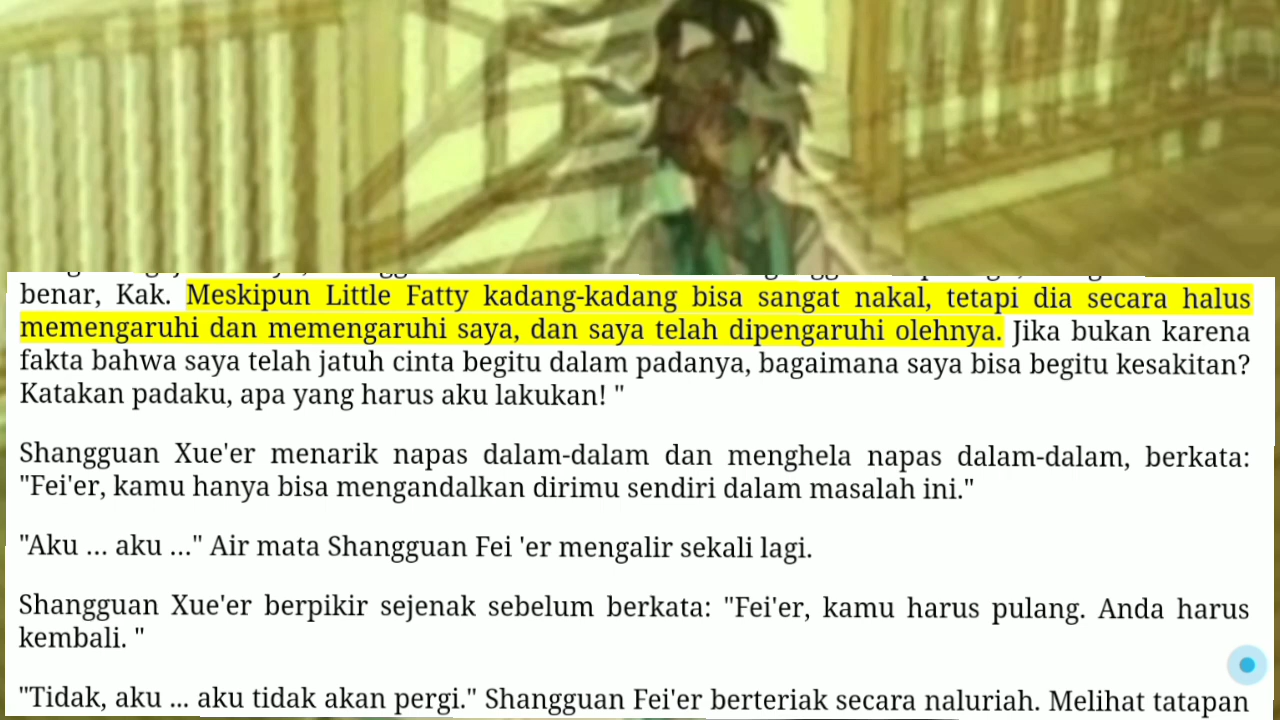 benar, Kak. Meskipun Little Fatty kadang-kadang bisa sangat nakal, tetapi dia secara halus
memengaruhi dan memengaruhi saya, dan saya telah dipengaruhi olehnya. Jika bukan karena
fakta bahwa saya telah jatuh cinta begitu dalam padanya, bagaimana saya bisa begitu kesakitan?
Katakan padaku, apa yang harus aku lakukan! "
Shangguan Xue'er menarik napas dalam-dalam dan menghela napas dalam-dalam, berkata:
"Fei'er, kamu hanya bisa mengandalkan dirimu sendiri dalam masalah ini."
"Aku ... aku ..." Air mata Shangguan Fei 'er mengalir sekali lagi.
Shangguan Xue'er berpikir sejenak sebelum berkata: "Fei'er, kamu harus pulang. Anda harus
kembali. "
"Tidak, aku ... aku tidak akan pergi." Shangguan Fei'er berteriak secara naluriah. Melihat tatapan